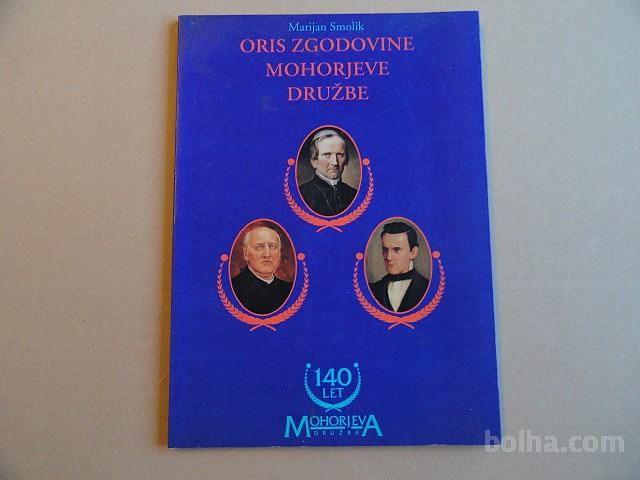 Marijan Smolik
ORIS ZGODOVINE
MOHORJEVE
DRUŽBE
140
LET
MOHORJEVA
DRUŽBA
bolha.com